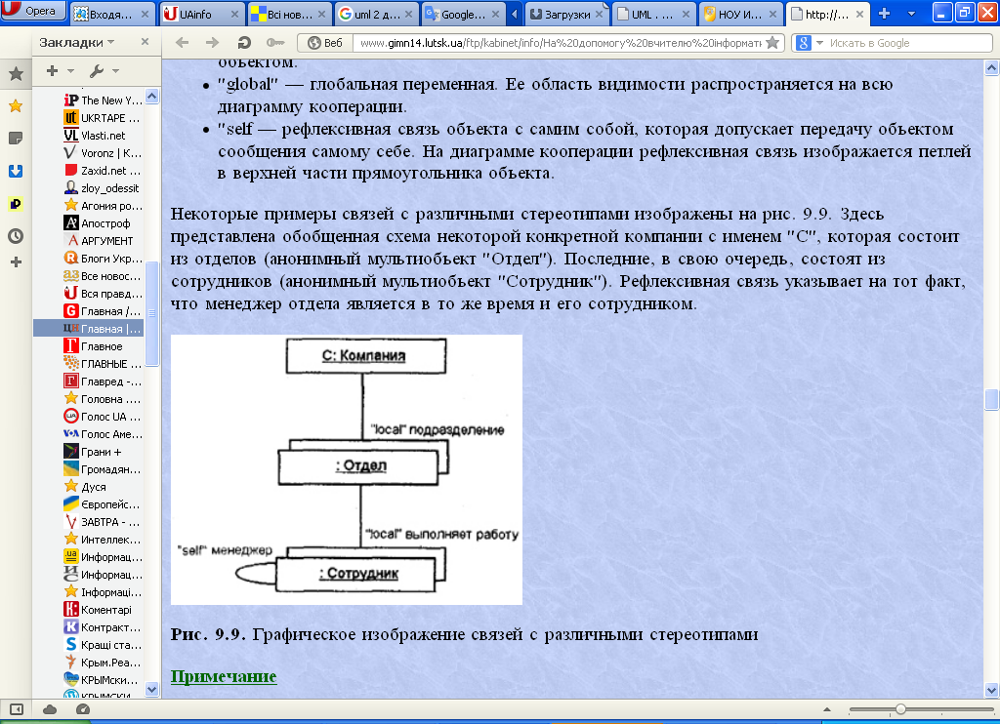 Opera
Входя...
UAinfo
Всі нов...
uml 2 д...
Google...
Загрузки
UML . ...
НОУ И...
http://...
Закладки
Веб
www.gimn14.lutsk.ua/ftp/kabinet/info/На%20допомогу%20вчителю%20інформати
Искать в Google
The New Y...
UKRTAPE ...
Vlasti.net
Voronz | К...
Zaxid.net ...
zloy_odessit
Агония ро...
Апостроф
АРГУМЕНТ
Блоги Укр...
Все новос...
Вся правд...
Главная /...
Главная |...
Главное
ГЛАВНЫЕ ...
Главред -...
Головна ....
Голос UA ...
Голос Аме...
Грани +
Громадян...
Дуся
Європейс...
ЗАВТРА - ...
Интеллек...
Информац...
Информац...
Інформаці...
Коментарі
Контракт...
Кращі ста...
Крым.Реа...
КРЫМски...
КРЫМСКИ...
объектом.
• "global" — глобальная переменная. Ее область видимости распространяется на всю
диаграмму кооперации.
• "self — рефлексивная связь объекта с самим собой, которая допускает передачу объектом
сообщения самому себе. На диаграмме кооперации рефлексивная связь изображается петлей
в верхней части прямоугольника объекта.
Некоторые примеры связей с различными стереотипами изображены на рис. 9.9. Здесь
представлена обобщенная схема некоторой конкретной компании с именем "С", которая состоит
из отделов (анонимный мультиобъект "Отдел"). Последние, в свою очередь, состоят из
сотрудников (анонимный мультиобъект "Сотрудник"). Рефлексивная связь указывает на тот факт,
что менеджер отдела является в то же время и его сотрудником.
С: Компания
"local" подразделение
: Отдел
"local" выполняет работу
"self" менеджер
: Сотрудник
Рис. 9.9. Графическое изображение связей с различными стереотипами
Примечание